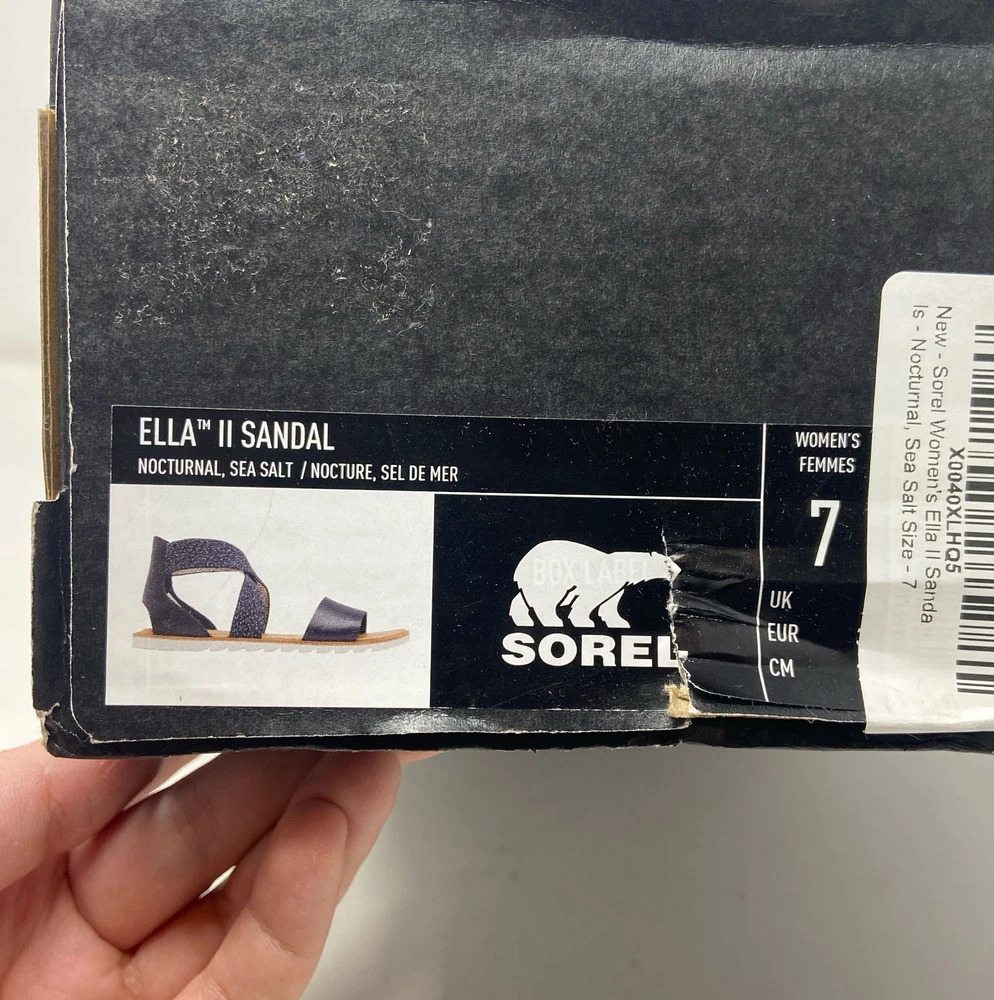 ELLA™ II SANDAL
NOCTURNAL, SEA SALT / NOCTURE, SEL DE MER
WOMEN'S
FEMMES
7
UK
EUR
CM
BOX LABEL
SOREL
New - Sorel Women's Ella II Sanda
ls - Nocturnal, Sea Salt Size - 7
X0040XLHQ5